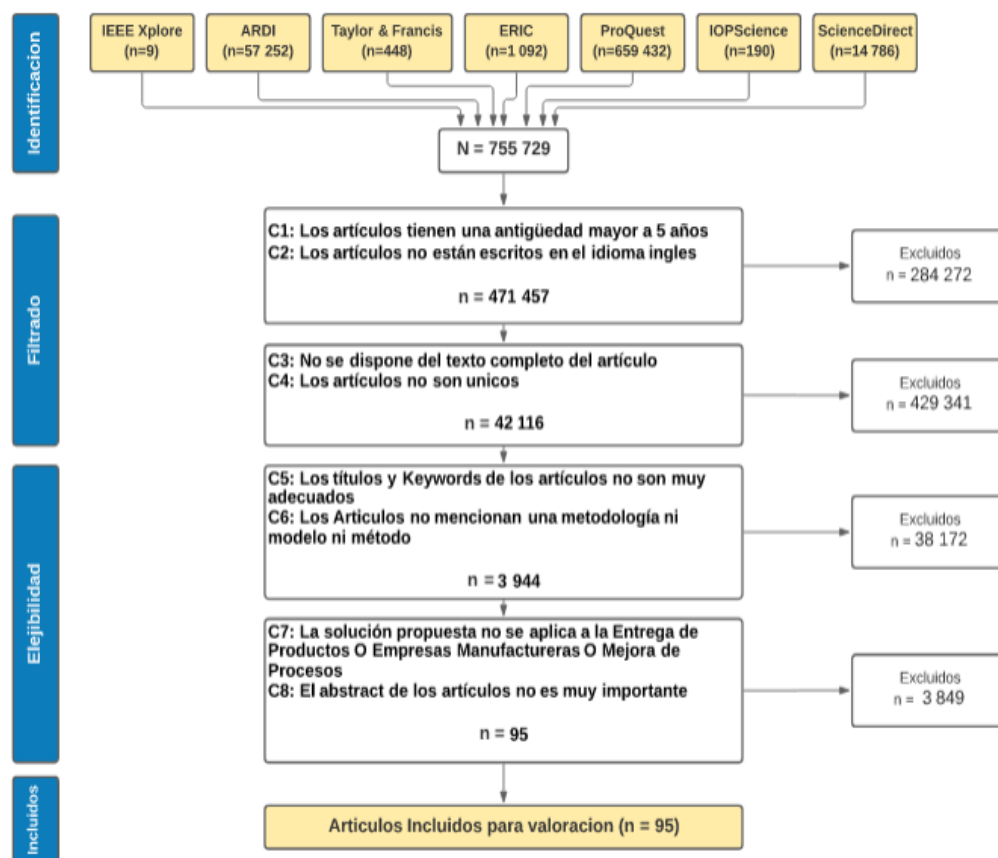 Identificacion
IEEE Xplore
(n=9)
ARDI
(n=57 252)
Taylor & Francis
(n=448)
ERIC
(n=1 092)
ProQuest
(n=659 432)
IOPScience
(n=190)
ScienceDirect
(n=14 786)
N = 755 729
Filtrado
C1: Los artículos tienen una antigüedad mayor a 5 años
C2: Los artículos no están escritos en el idioma ingles
n = 471 457
Excluidos
n = 284 272
C3: No se dispone del texto completo del artículo
C4: Los artículos no son unicos
n = 42 116
Excluidos
n = 429 341
Elejibilidad
C5: Los títulos y Keywords de los artículos no son muy
adecuados
C6: Los Articulos no mencionan una metodología ni
modelo ni método
n = 3 944
Excluidos
n = 38 172
C7: La solución propuesta no se aplica a la Entrega de
Productos O Empresas Manufactureras O Mejora de
Procesos
C8: El abstract de los artículos no es muy importante
n = 95
Excluidos
n = 3 849
Incluidos
Articulos Incluidos para valoracion (n = 95)